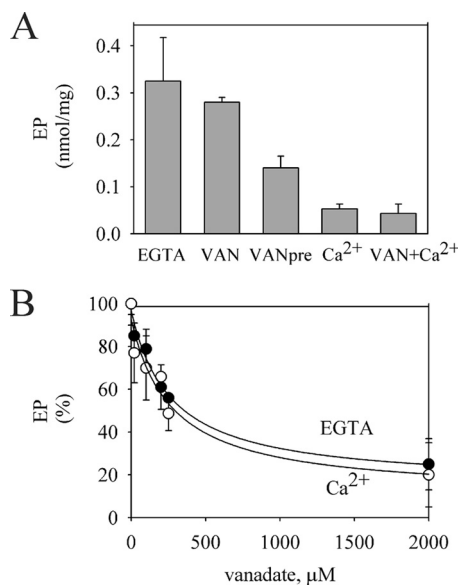 A
EP
(nmol/mg)
0.4
0.3
0.2
0.1
0.0
EGTA VAN VANpre Ca²⁺ VAN+Ca²⁺
B
EP
(%)
100
80
60
40
20
0
EGTA
Ca²⁺
0 500 1000 1500 2000
vanadate, µM